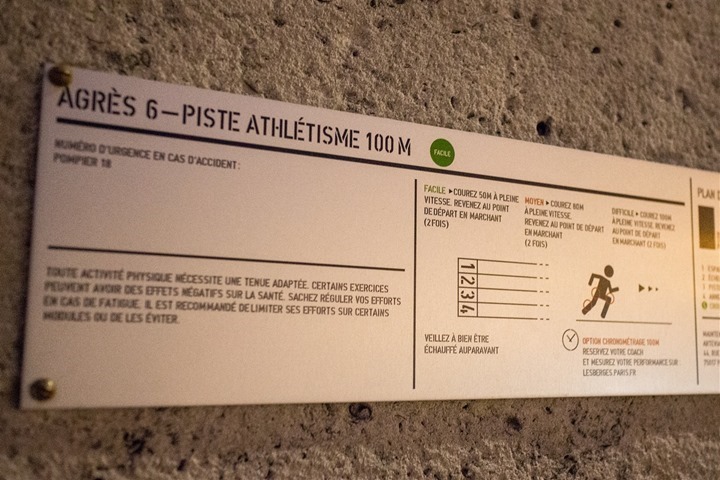 AGRÈS 6—PISTE ATHLÉTISME 100 M
FACILE
NUMÉRO D'URGENCE EN CAS D'ACCIDENT:
POMPIER 18
TOUTE ACTIVITÉ PHYSIQUE NÉCESSITE UNE TENUE ADAPTÉE. CERTAINS EXERCICES
PEUVENT AVOIR DES EFFETS NÉGATIFS SUR LA SANTÉ. SACHEZ RÉGULER VOS EFFORTS
EN CAS DE FATIGUE. IL EST RECOMMANDÉ DE LIMITER SES EFFORTS SUR CERTAINS
MODULES OU DE LES ÉVITER.
FACILE ▸COUREZ 50M À PLEINE
VITESSE. REVENEZ AU POINT
DE DÉPART EN MARCHANT
(2 FOIS)
MOYEN ▸ COUREZ 80M
À PLEINE VITESSE.
REVENEZ AU POINT DE DÉPART
EN MARCHANT
(2 FOIS)
DIFFICILE ▸ COUREZ 100M
À PLEINE VITESSE. REVENEZ
AU POINT DE DÉPART
EN MARCHANT (2 FOIS)
1
2
3
4
VEILLEZ À BIEN ÊTRE
ÉCHAUFFÉ AUPARAVANT
OPTION CHRONOMÉTRAGE 100M
RESERVEZ VOTRE COACH
ET MESUREZ VOTRE PERFORMANCE SUR
LESBERGES.PARIS.FR
PLAN